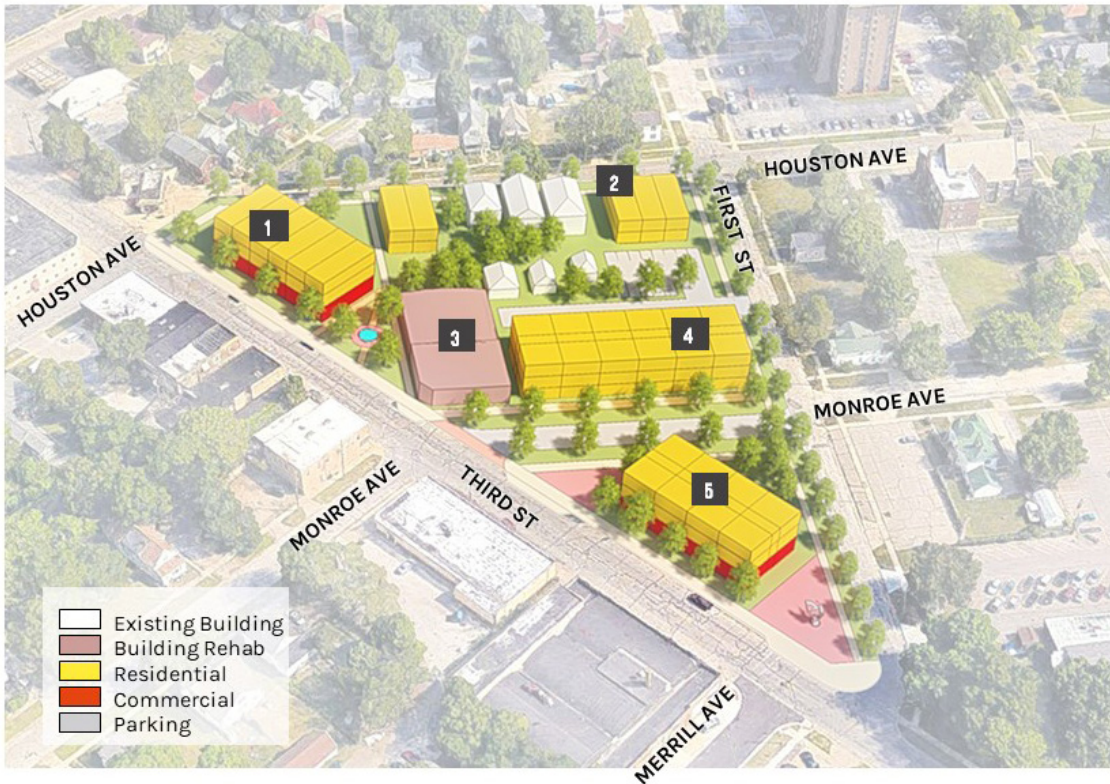 HOUSTON AVE
2
FIRST ST
1
HOUSTON AVE
3
4
MONROE AVE
5
THIRD ST
MONROE AVE
MERRILL AVE
Existing Building
Building Rehab
Residential
Commercial
Parking